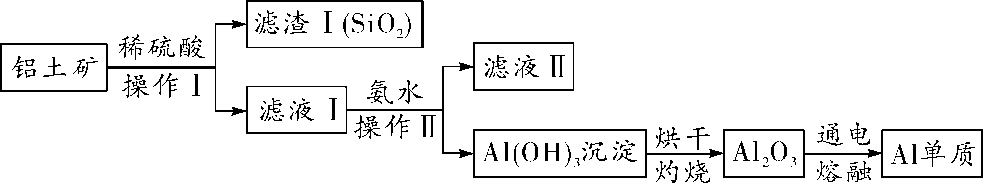 铝土矿
稀硫酸
操作Ⅰ
滤渣Ⅰ(SiO₂)
滤液Ⅰ
氨水
操作Ⅱ
滤液Ⅱ
Al(OH)₃沉淀
烘干
灼烧
Al₂O₃
通电
熔融
Al单质